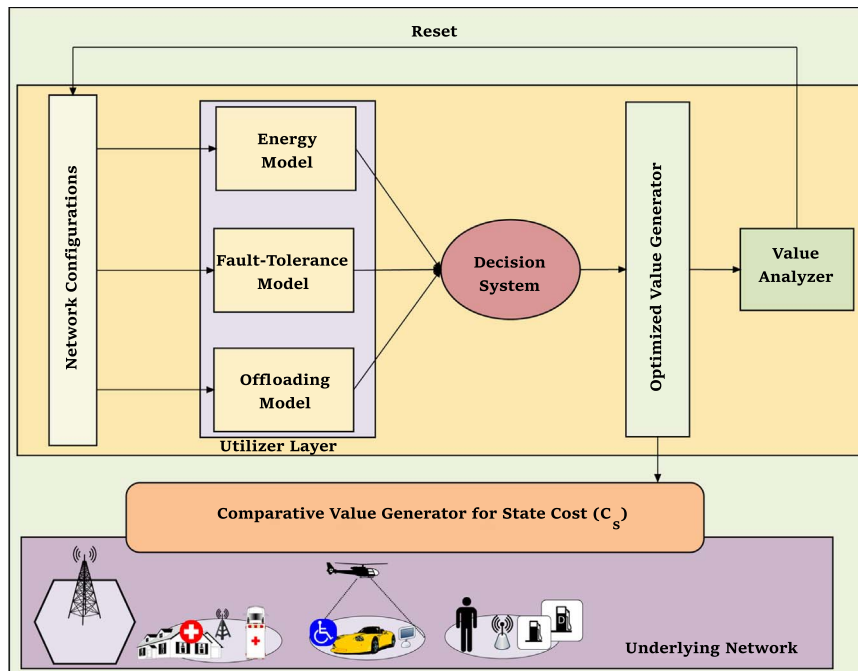 Reset
Network Configurations
Energy
Model
Fault-Tolerance
Model
Offloading
Model
Utilizer Layer
Decision
System
Optimized Value Generator
Value
Analyzer
Comparative Value Generator for State Cost (C_s)
D
Underlying Network